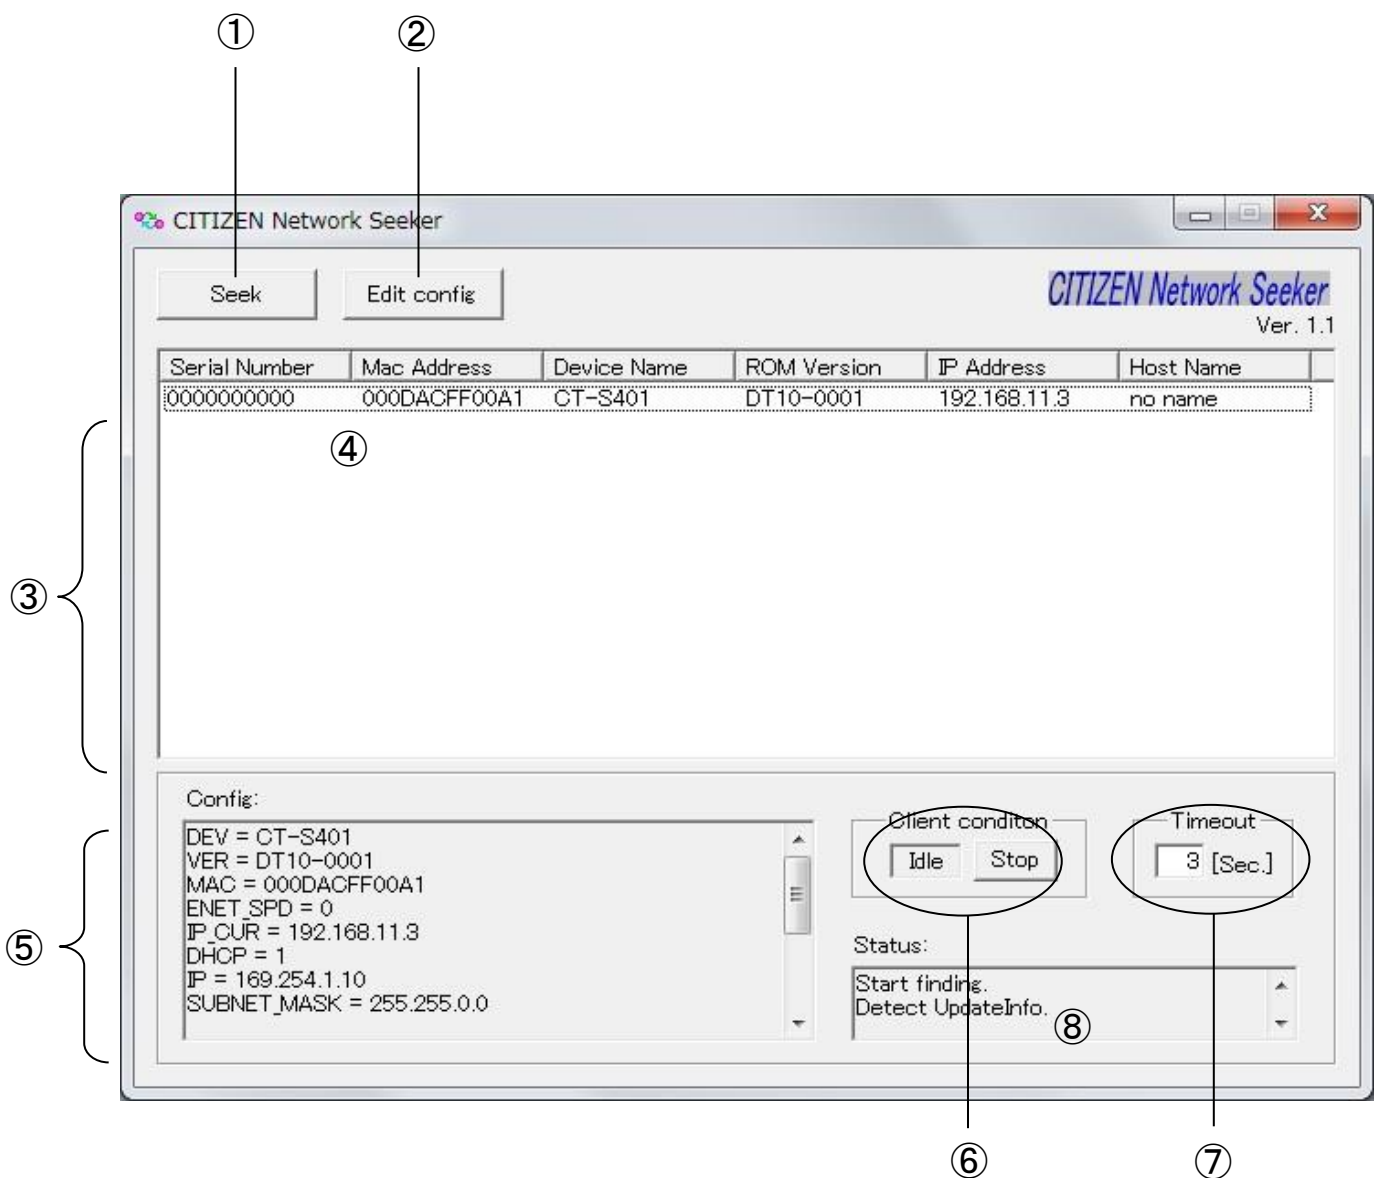 ① ②
CITIZEN Network Seeker
Seek Edit config CITIZEN Network Seeker
Ver. 1.1
Serial Number Mac Address Device Name ROM Version IP Address Host Name
0000000000 000DACFF00A1 CT-S401 DT10-0001 192.168.11.3 no name
④
③
Config:
DEV = CT-S401
VER = DT10-0001
MAC = 000DACFF00A1
ENET_SPD = 0
IP_CUR = 192.168.11.3
DHCP = 1
IP = 169.254.1.10
SUBNET_MASK = 255.255.0.0
⑤
Client conditon
Idle Stop
Timeout
3 [Sec.]
Status:
Start finding.
Detect UpdateInfo.
⑧
⑥ ⑦